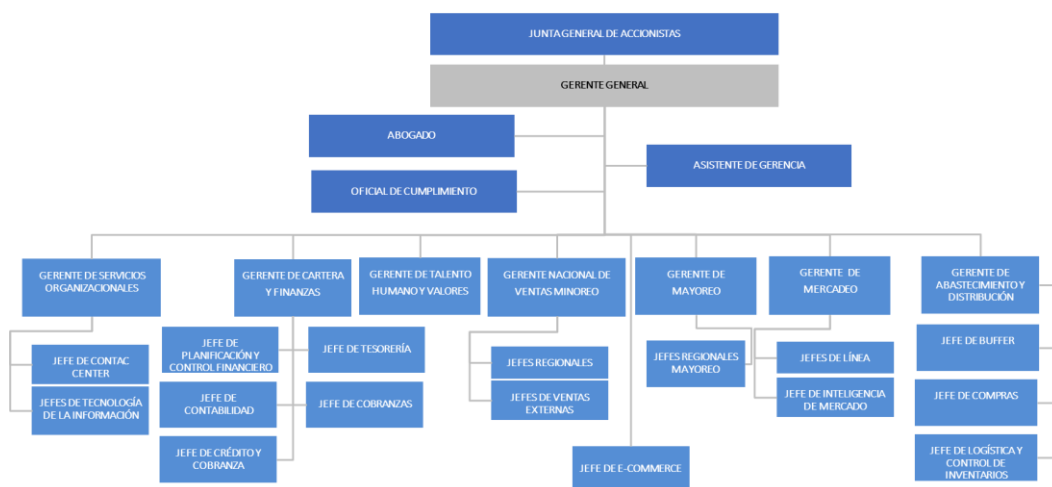 JUNTA GENERAL DE ACCIONISTAS
GERENTE GENERAL
ABOGADO
ASISTENTE DE GERENCIA
OFICIAL DE CUMPLIMIENTO
GERENTE DE SERVICIOS
ORGANIZACIONALES
GERENTE DE CARTERA
Y FINANZAS
GERENTE DE TALENTO
HUMANO Y VALORES
GERENTE NACIONAL DE
VENTAS MINOREO
GERENTE DE
MAYOREO
GERENTE DE
MERCADEO
GERENTE DE
ABASTECIMIENTO Y
DISTRIBUCIÓN
JEFE DE CONTAC
CENTER
JEFES DE TECNOLOGÍA
DE LA INFORMACIÓN
JEFE DE
PLANIFICACIÓN Y
CONTROL FINANCIERO
JEFE DE TESORERÍA
JEFE DE
CONTABILIDAD
JEFE DE COBRANZAS
JEFE DE CRÉDITO Y
COBRANZA
JEFES REGIONALES
JEFES DE VENTAS
EXTERNAS
JEFE DE E-COMMERCE
JEFES REGIONALES
MAYOREO
JEFES DE LÍNEA
JEFE DE INTELIGENCIA
DE MERCADO
JEFE DE BUFFER
JEFE DE COMPRAS
JEFE DE LOGÍSTICA Y
CONTROL DE
INVENTARIOS